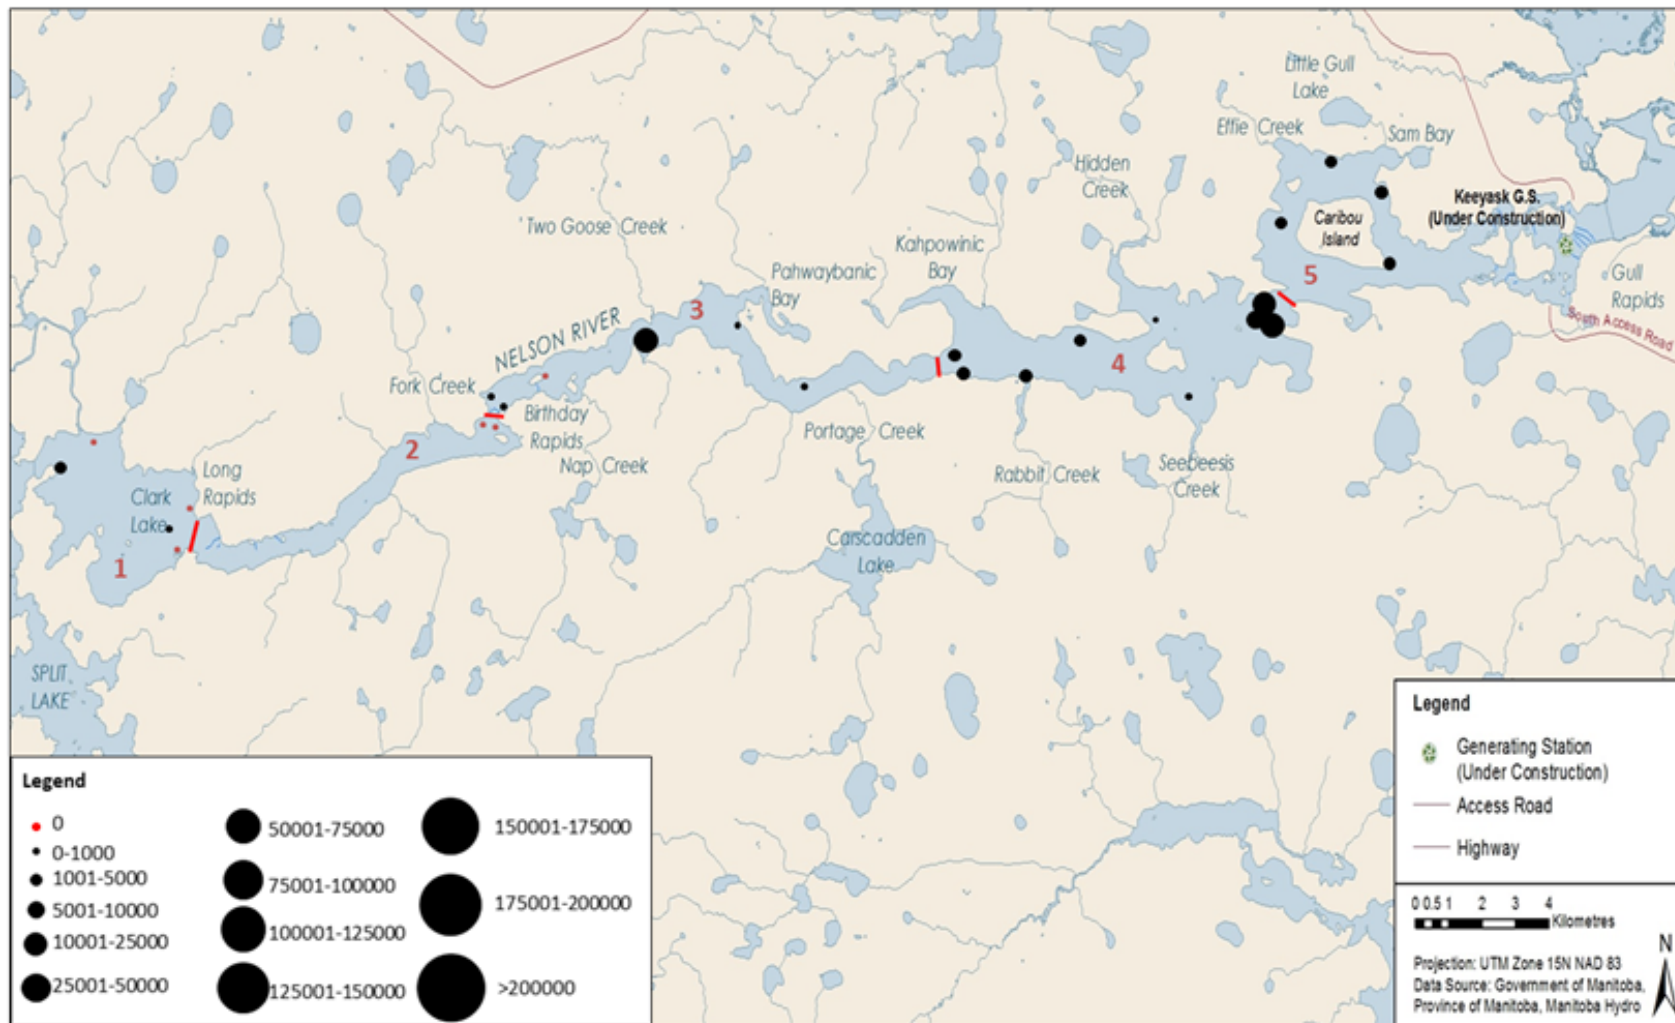 Little Gull
Lake
Effie Creek
Sam Bay
Hidden
Creek
Keeyask G.S.
(Under Construction)
Caribou
Island
Two Goose Creek
Kahpowinic
Bay
Pahwaybanic
Bay
5
Gull
Rapids
South Access Road
3
NELSON RIVER
4
Fork Creek
Birthday
Rapids
2
Nap Creek
Portage Creek
Rabbit Creek
Seebeesis
Creek
Long
Rapids
Clark
Lake
1
Carscadden
Lake
SPLIT
LAKE
Legend
0
0-1000
1001-5000
5001-10000
10001-25000
25001-50000
50001-75000
75001-100000
100001-125000
125001-150000
150001-175000
175001-200000
>200000
Legend
Generating Station
(Under Construction)
Access Road
Highway
0 0.5 1 2 3 4
Kilometres
N
Projection: UTM Zone 15N NAD 83
Data Source: Government of Manitoba,
Province of Manitoba, Manitoba Hydro